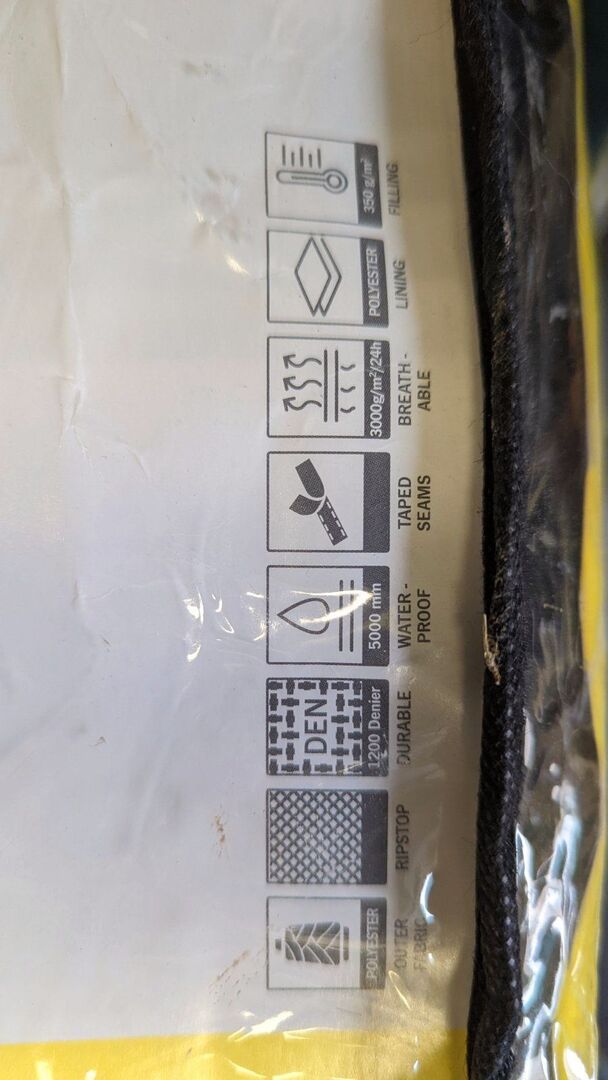 POLYESTER
OUTER
FABRIC
RIPSTOP
DEN
1200 Denier
DURABLE
5000 mm
WATER-
PROOF
TAPED
SEAMS
3000g/m²/24h
BREATH-
ABLE
POLYESTER
LINING
350 g/m²
FILLING